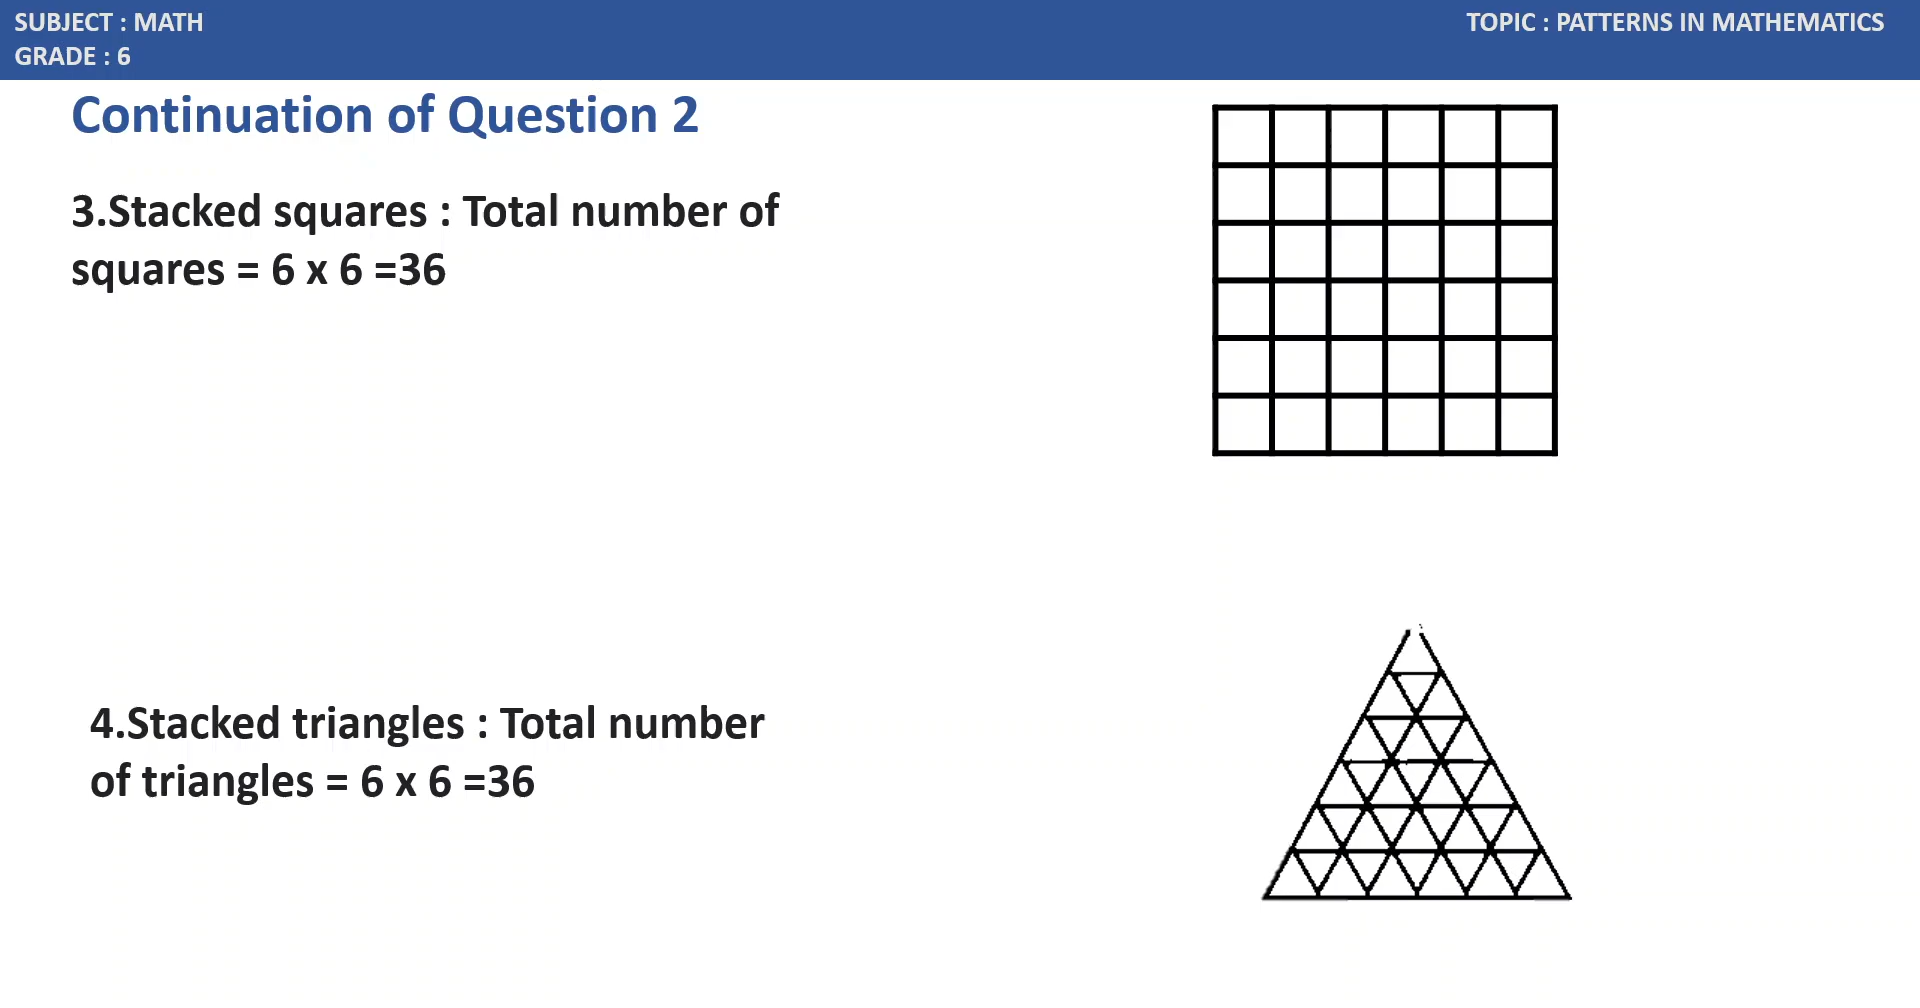 SUBJECT : MATH
GRADE : 6
TOPIC : PATTERNS IN MATHEMATICS
Continuation of Question 2
3.Stacked squares : Total number of
squares = 6 x 6 =36
4.Stacked triangles : Total number
of triangles = 6 x 6 =36